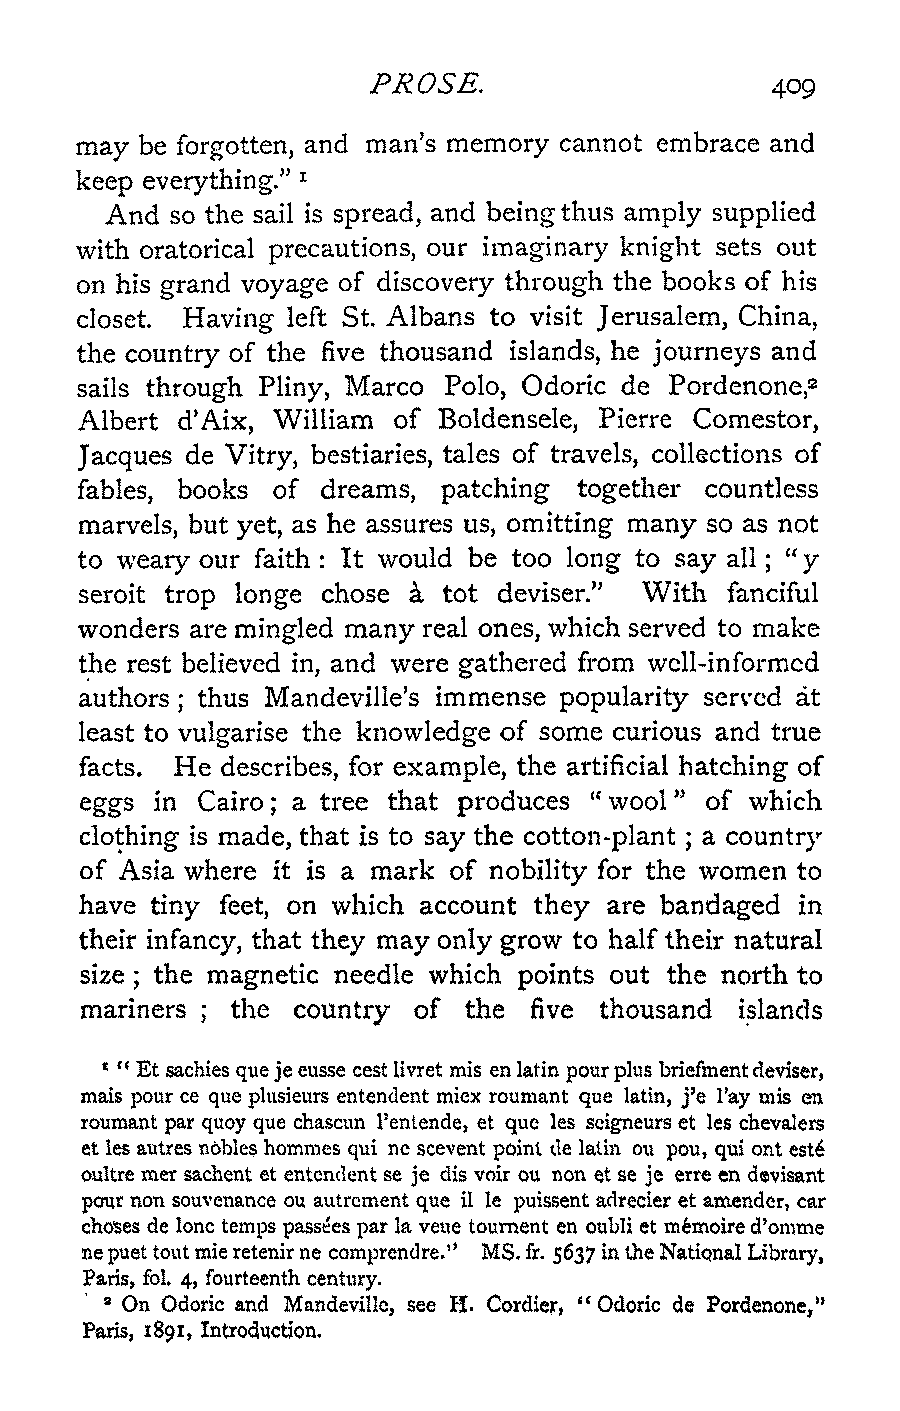 PROSE. 409
may be forgotten, and man's memory cannot embrace and
keep everything." ¹
And so the sail is spread, and being thus amply supplied
with oratorical precautions, our imaginary knight sets out
on his grand voyage of discovery through the books of his
closet. Having left St. Albans to visit Jerusalem, China,
the country of the five thousand islands, he journeys and
sails through Pliny, Marco Polo, Odoric de Pordenone,²
Albert d'Aix, William of Boldensele, Pierre Comestor,
Jacques de Vitry, bestiaries, tales of travels, collections of
fables, books of dreams, patching together countless
marvels, but yet, as he assures us, omitting many so as not
to weary our faith : It would be too long to say all ; "y
seroit trop longe chose à tot deviser." With fanciful
wonders are mingled many real ones, which served to make
the rest believed in, and were gathered from well-informed
authors ; thus Mandeville's immense popularity served at
least to vulgarise the knowledge of some curious and true
facts. He describes, for example, the artificial hatching of
eggs in Cairo ; a tree that produces "wool" of which
clothing is made, that is to say the cotton-plant ; a country
of Asia where it is a mark of nobility for the women to
have tiny feet, on which account they are bandaged in
their infancy, that they may only grow to half their natural
size ; the magnetic needle which points out the north to
mariners ; the country of the five thousand islands
¹ "Et sachies que je eusse cest livret mis en latin pour plus briefment deviser,
mais pour ce que plusieurs entendent miex roumant que latin, j'e l'ay mis en
roumant par quoy que chascun l'entende, et que les seigneurs et les chevalers
et les autres nobles hommes qui ne scevent point de latin ou pou, qui ont esté
oultre mer sachent et entendent se je dis voir ou non et se je erre en devisant
pour non souvenance ou autrement que il le puissent adrecier et amender, car
choses de lonc temps passées par la veue tournent en oubli et mémoire d'omme
ne puet tout mie retenir ne comprendre." MS. fr. 5637 in the National Library,
Paris, fol. 4, fourteenth century.
² On Odoric and Mandeville, see H. Cordier, "Odoric de Pordenone,"
Paris, 1891, Introduction.